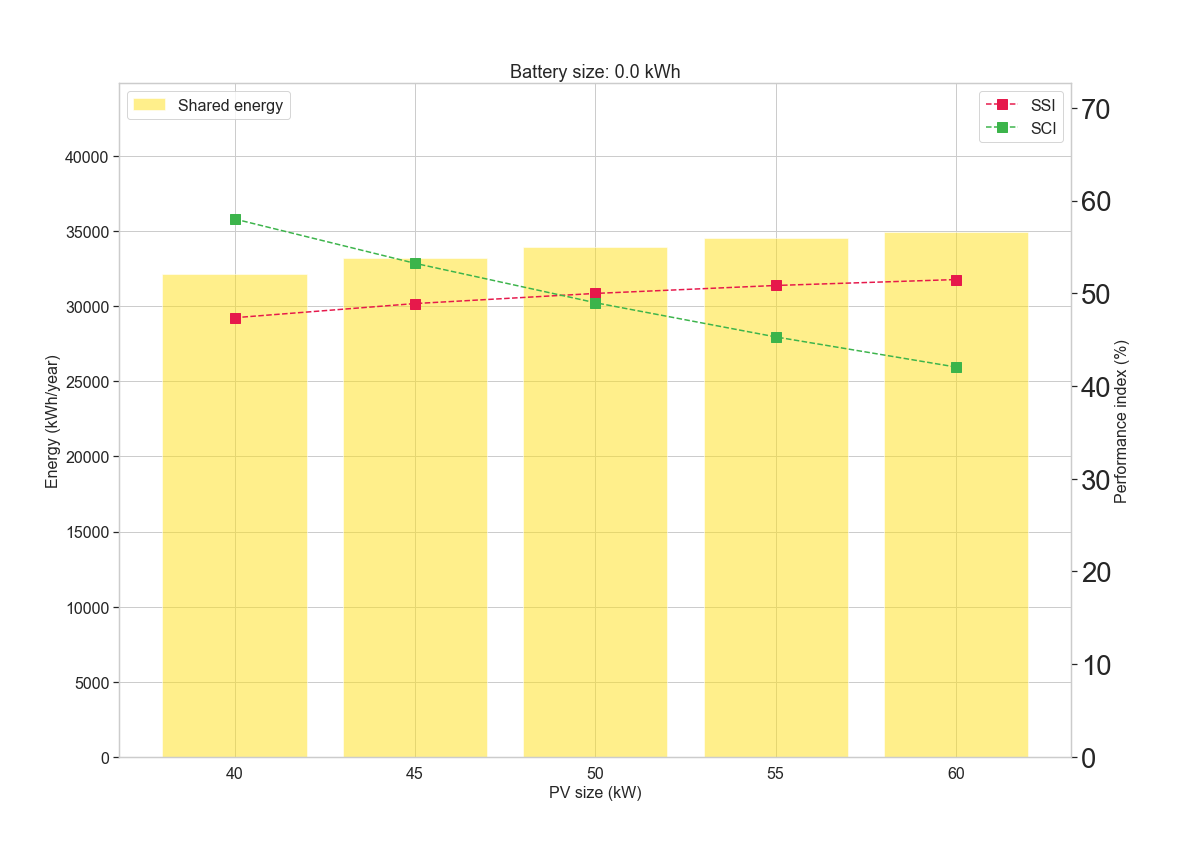 Battery size: 0.0 kWh
Shared energy
SSI
SCI
Energy (kWh/year)
40000
35000
30000
25000
20000
15000
10000
5000
0
70
60
50
40
30
20
10
0
Performance index (%)
40 45 50 55 60
PV size (kW)